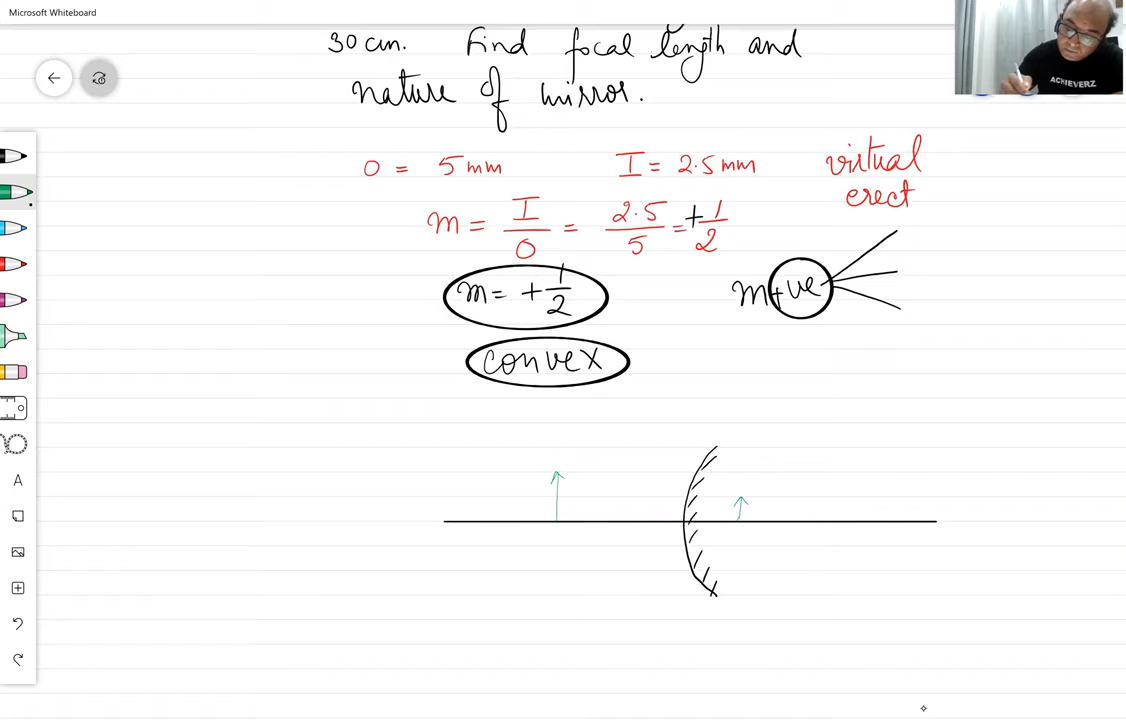 Microsoft Whiteboard
30 cm. Find focal length and
nature of mirror.
O = 5 mm I = 2.5 mm virtual
erect
m = I/O = 2.5/5 = +1/2
m = +1/2
m +ve
convex
ACHIEVERZ
A